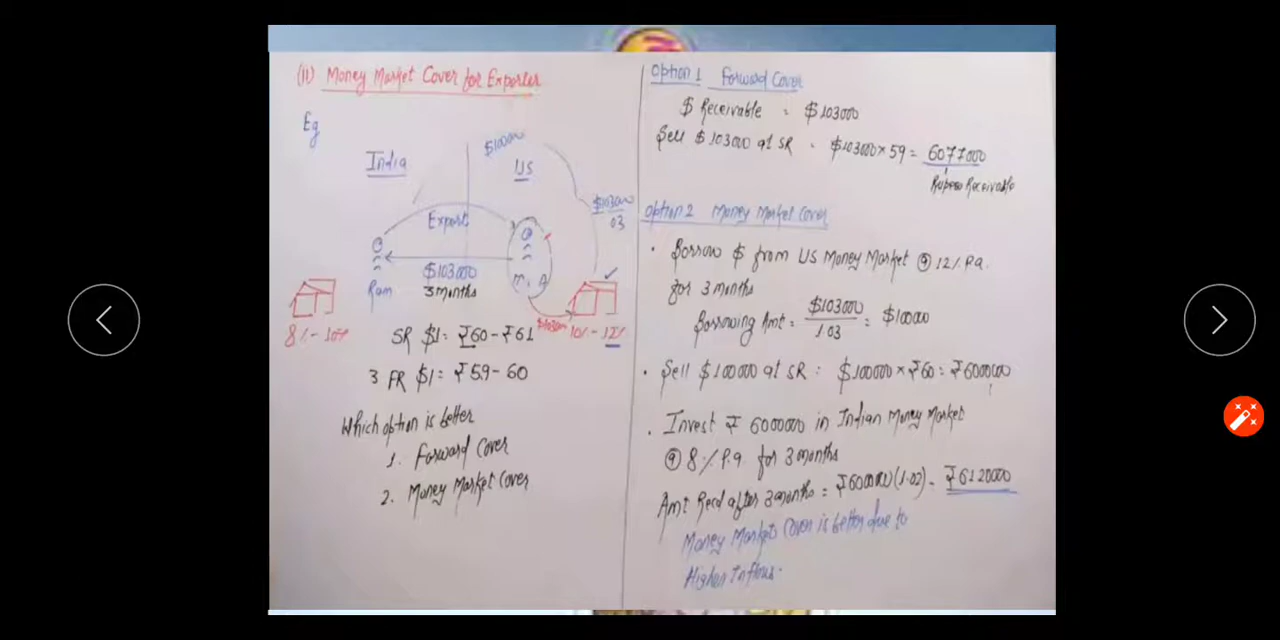 (ii) Money Market Cover for Exporter
Eg
India
US
$100000
$103000
1.03
Export
$103000
3 months
Ram
Mr. A
8% - 10%
10% - 12%
SR $1 = ₹60 - ₹61
3 FR $1 = ₹59 - 60
Which option is better
1. Forward Cover
2. Money Market Cover
Option 1 Forward Cover
$ Receivable = $103000
Sell $103000 at SR = $103000 × 59 = 6077000
Rupees Receivable
Option 2 Money Market Cover
. Borrow $ from US Money Market @ 12% P.a.
for 3 months
Borrowing Amt = $103000 / 1.03 = $100000
. Sell $100000 at SR = $100000 × ₹60 = ₹6000000
. Invest ₹ 6000000 in Indian Money Market
@ 8% P.a. for 3 months
Amt Recd after 3 months = ₹6000000 (1.02) = ₹6120000
Money Market Cover is better due to
Higher Inflows.